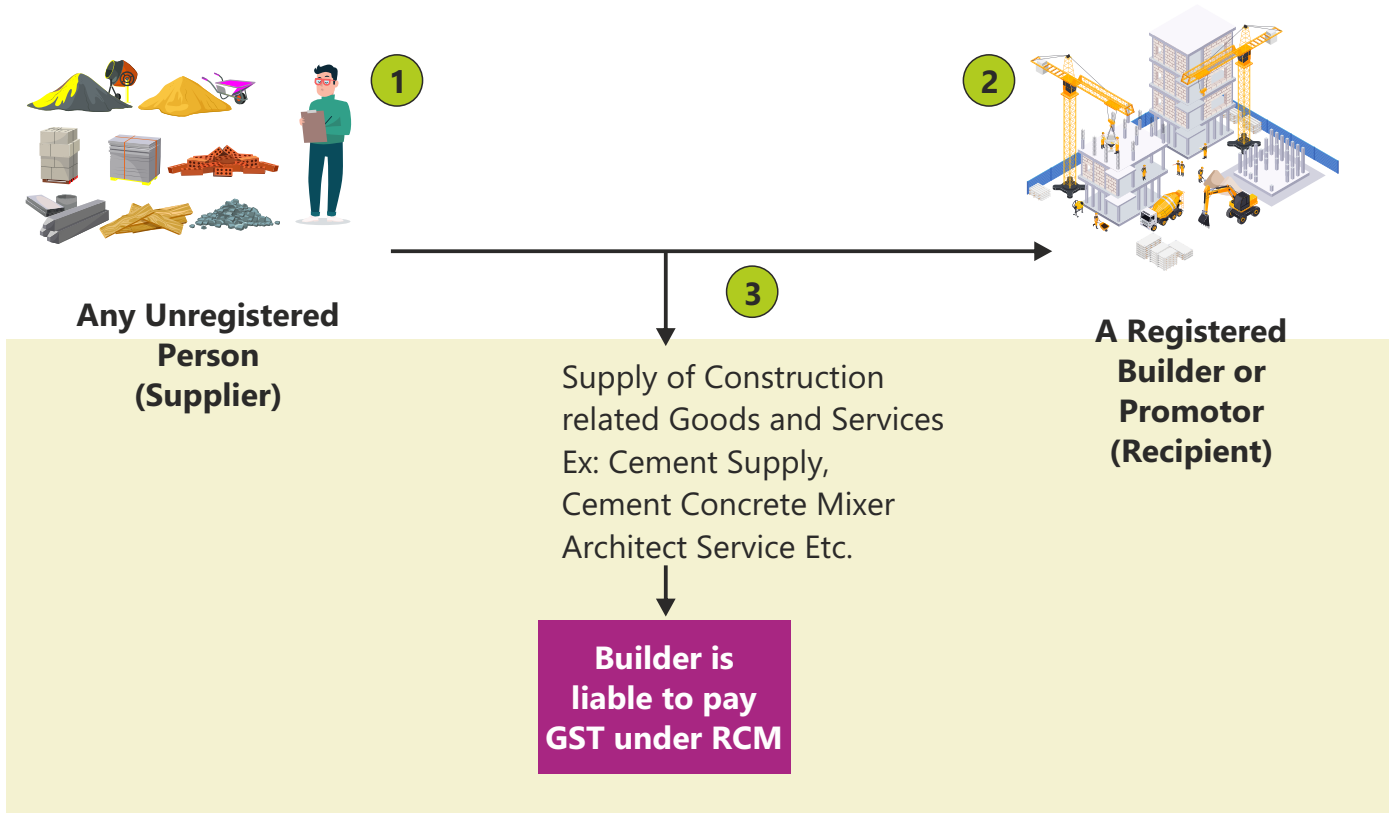 1
2
3
Any Unregistered
Person
(Supplier)
A Registered
Builder or
Promotor
(Recipient)
Supply of Construction
related Goods and Services
Ex: Cement Supply,
Cement Concrete Mixer
Architect Service Etc.
Builder is
liable to pay
GST under RCM